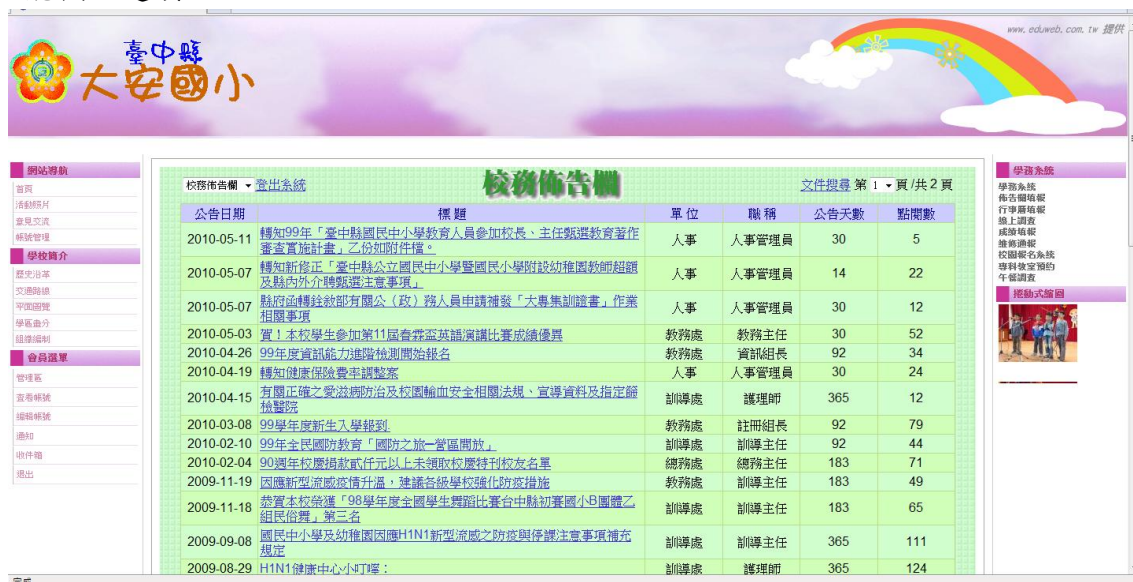 www.eduweb.com.tw 提供
臺中縣
大安國小
網站導航
首頁
活動照片
意見交流
帳號管理
學校簡介
歷史沿革
交通路線
平面圖覽
學區畫分
組織編制
會員選單
管理區
查看帳號
編輯帳號
通知
收件箱
退出
校務佈告欄 登出系統
校務佈告欄
文件搜尋 第 1 頁/共 2 頁
公告日期 標題 單位 職稱 公告天數 點閱數
2010-05-11 轉知99年「臺中縣國民中小學教育人員參加校長、主任甄選教育著作審查實施計畫」乙份如附件檔。 人事 人事管理員 30 5
2010-05-07 轉知新修正「臺中縣公立國民中小學暨國民小學附設幼稚園教師超額及縣內外介聘甄選注意事項」 人事 人事管理員 14 22
2010-05-07 縣府函轉銓敘部有關公（政）務人員申請補發「大專集訓證書」作業相關事項 人事 人事管理員 30 12
2010-05-03 賀！本校學生參加第11屆春霖盃英語演講比賽成績優異 教務處 教務主任 30 52
2010-04-26 99年度資訊能力進階檢測開始報名 教務處 資訊組長 92 34
2010-04-19 轉知健康保險費率調整案 人事 人事管理員 30 24
2010-04-15 有關正確之愛滋病防治及校園輸血安全相關法規、宣導資料及指定篩檢醫院 訓導處 護理師 365 12
2010-03-08 99學年度新生入學報到. 教務處 註冊組長 92 79
2010-02-10 99年全民國防教育「國防之旅─營區開放」 訓導處 訓導主任 92 44
2010-02-04 90週年校慶捐款貳仟元以上未領取校慶特刊校友名單 總務處 總務主任 183 71
2009-11-19 因應新型流感疫情升溫，建議各級學校強化防疫措施 教務處 訓導主任 183 49
2009-11-18 恭賀本校榮獲「98學年度全國學生舞蹈比賽台中縣初賽國小B團體乙組民俗舞」第三名 訓導處 訓導主任 183 65
2009-09-08 國民中小學及幼稚園因應H1N1新型流感之防疫與停課注意事項補充規定 訓導處 訓導主任 365 111
2009-08-29 H1N1健康中心小叮嚀： 訓導處 護理師 365 124
學務系統
學務系統
佈告欄填報
行事曆填報
線上調查
成績填報
維修通報
校園報名系統
專科教室預約
午餐調查
捲動式縮圖